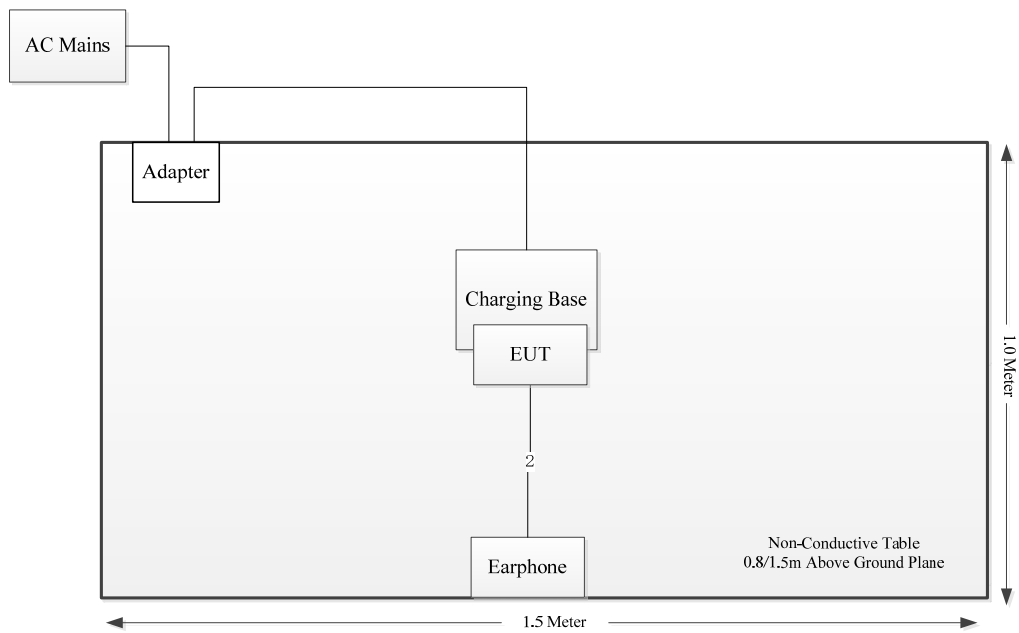 AC Mains
Adapter
Charging Base
EUT
2
Earphone
Non-Conductive Table
0.8/1.5m Above Ground Plane
1.0 Meter
1.5 Meter